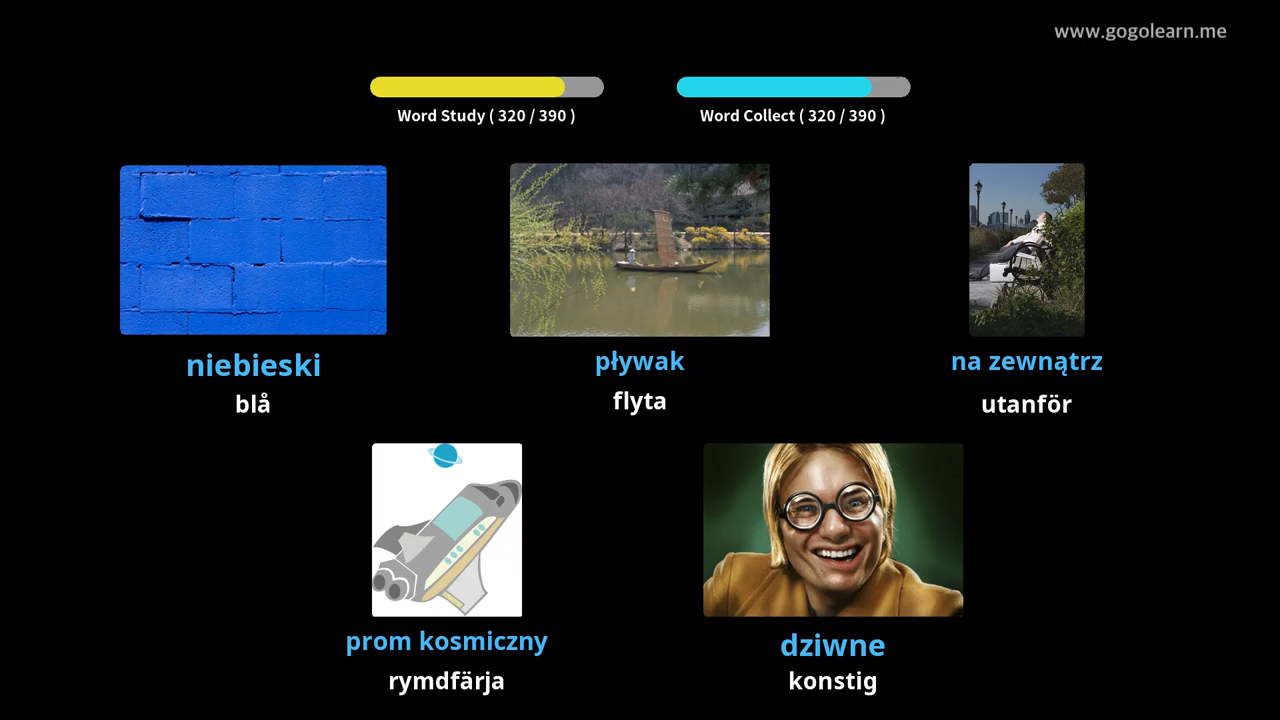 www.gogolearn.me
Word Study ( 320 / 390 )
Word Collect ( 320 / 390 )
niebieski
blå
pływak
flyta
na zewnątrz
utanför
prom kosmiczny
rymdfärja
dziwne
konstig